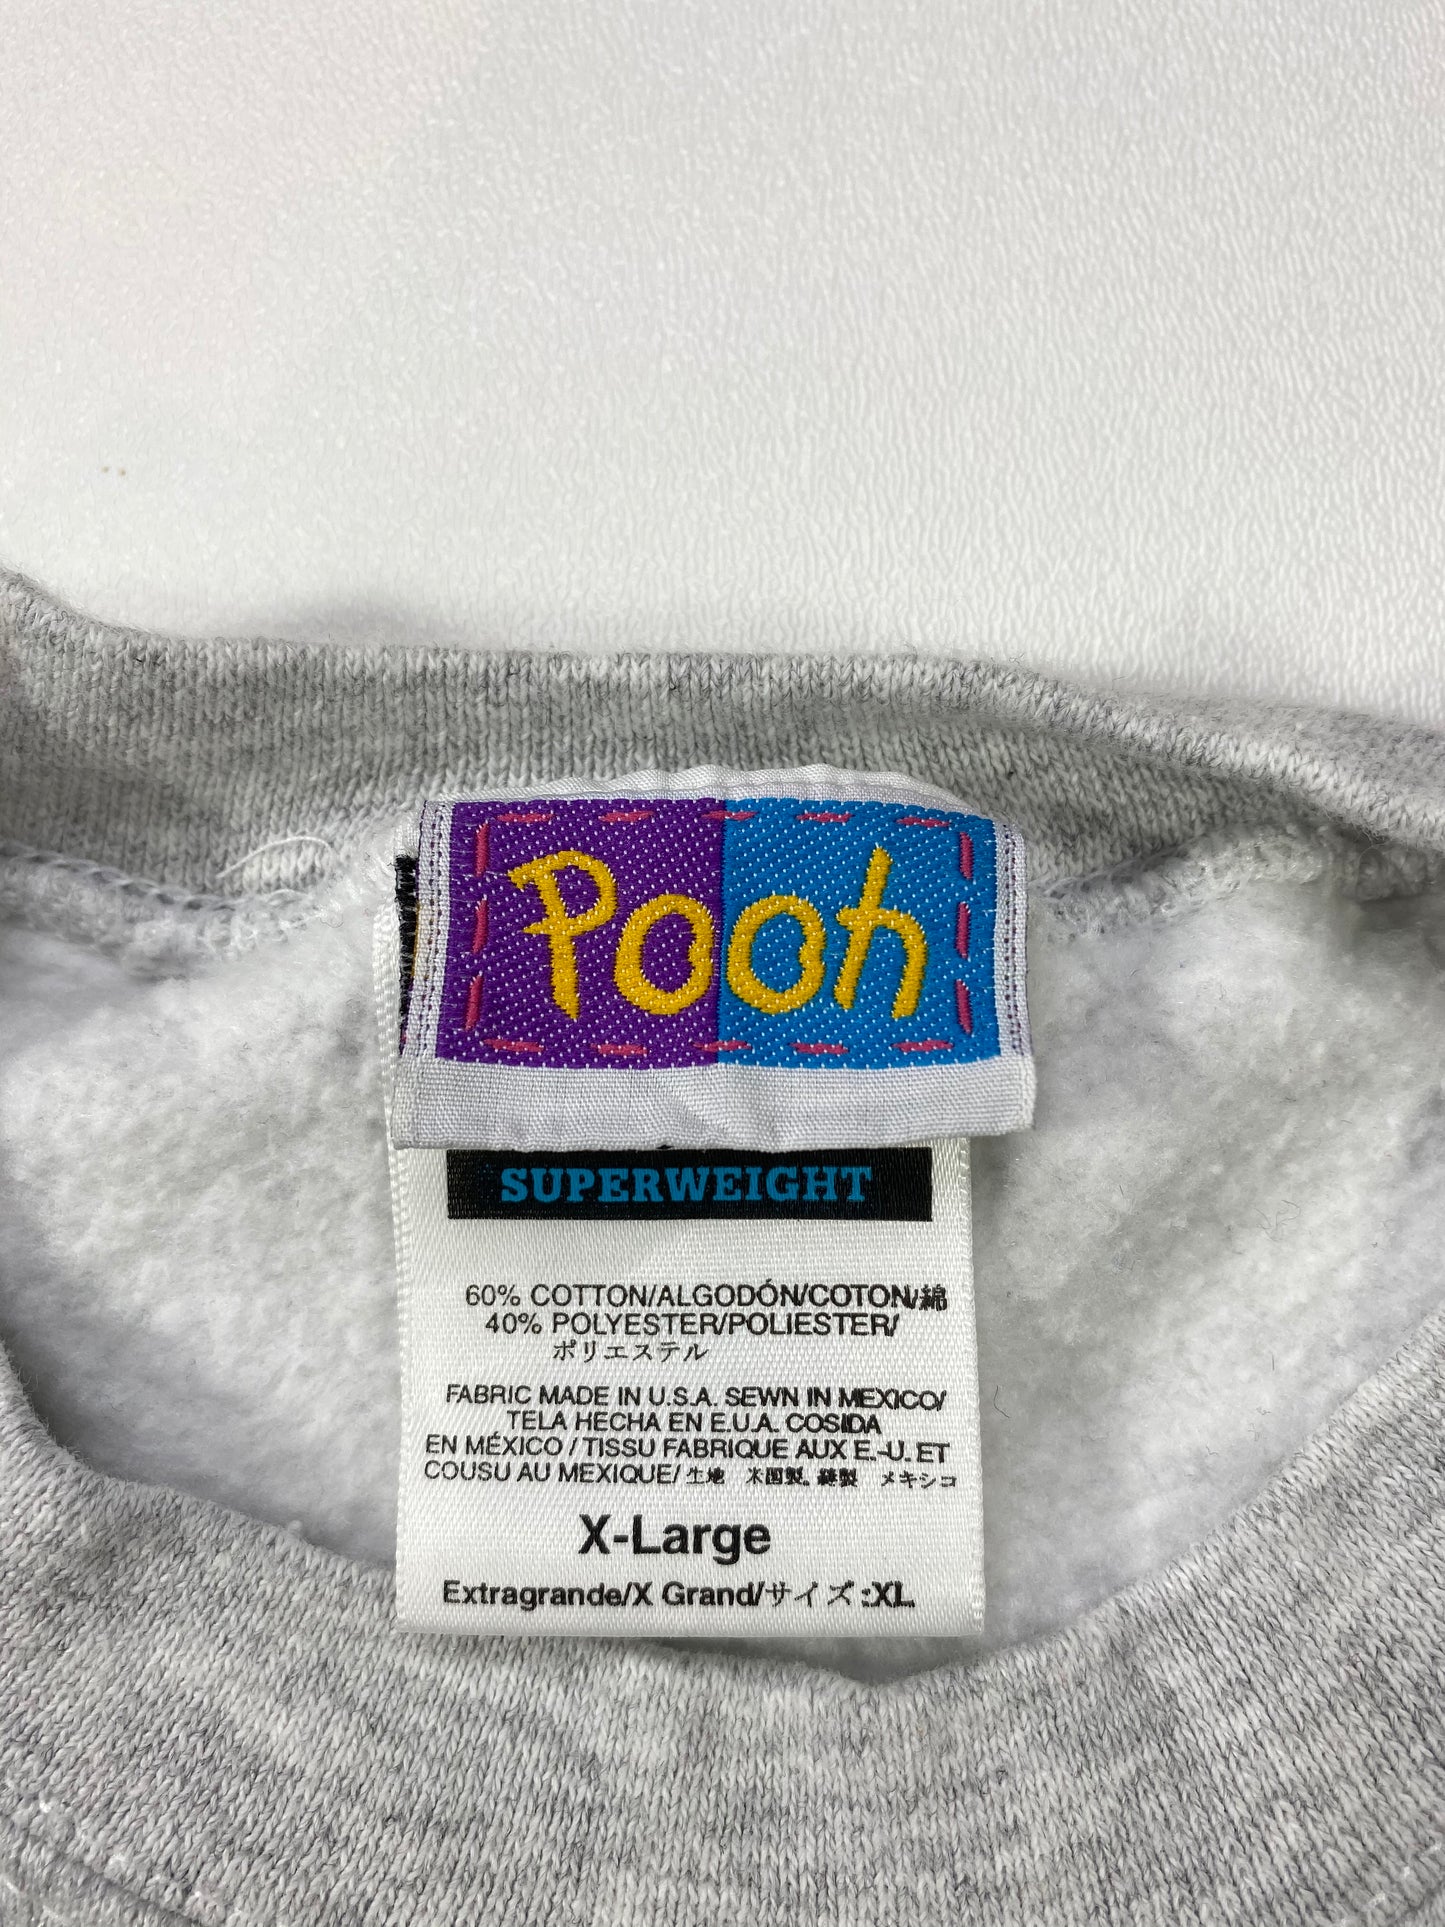 Pooh
SUPERWEIGHT
60% COTTON/ALGODÓN/COTON/綿
40% POLYESTER/POLIESTER/
ポリエステル
FABRIC MADE IN U.S.A. SEWN IN MEXICO/
TELA HECHA EN E.U.A. COSIDA
EN MÉXICO / TISSU FABRIQUE AUX E.-U. ET
COUSU AU MEXIQUE/ 生地 米国製。縫製 メキシコ
X-Large
Extragrande/X Grand/サイズ:XL